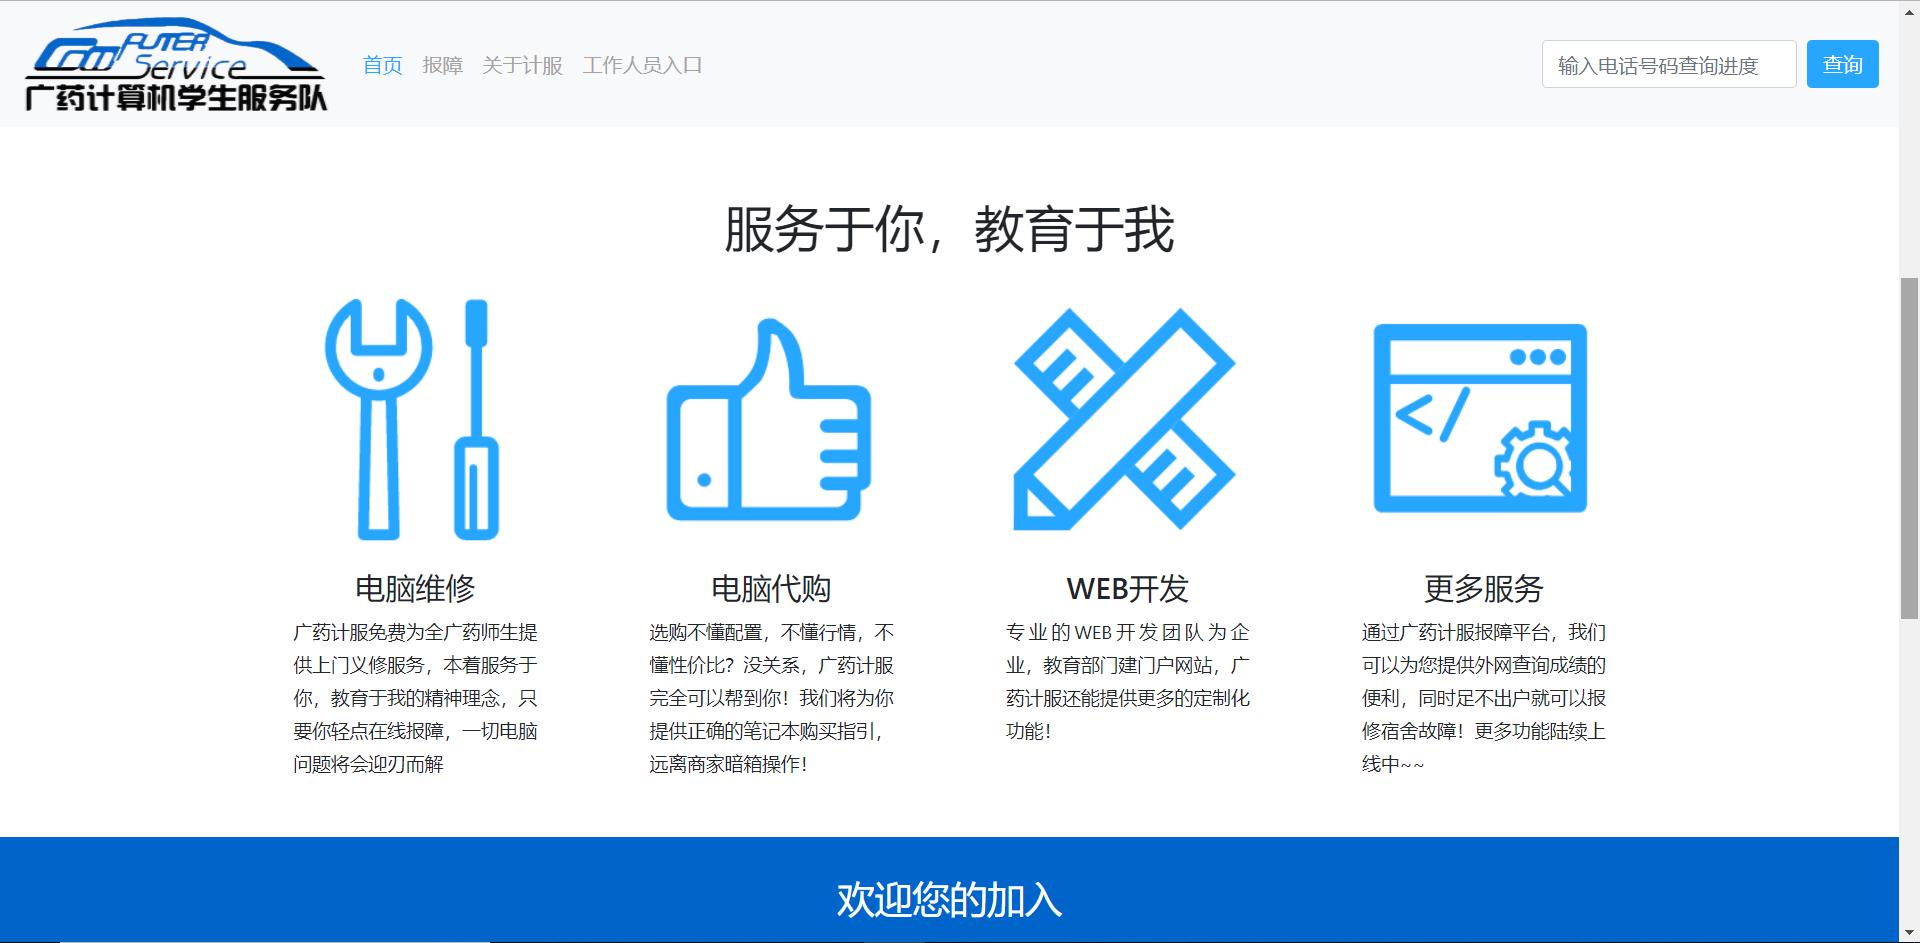 Computer
Service
广药计算机学生服务队
首页 报障 关于计服 工作人员入口
输入电话号码查询进度 查询
服务于你，教育于我
</>
电脑维修
广药计服免费为全广药师生提
供上门义修服务，本着服务于
你，教育于我的精神理念，只
要你轻点在线报障，一切电脑
问题将会迎刃而解
电脑代购
选购不懂配置，不懂行情，不
懂性价比？没关系，广药计服
完全可以帮到你！我们将为你
提供正确的笔记本购买指引，
远离商家暗箱操作！
WEB开发
专业的WEB开发团队为企
业，教育部门建门户网站，广
药计服还能提供更多的定制化
功能！
更多服务
通过广药计服报障平台，我们
可以为您提供外网查询成绩的
便利，同时足不出户就可以报
修宿舍故障！更多功能陆续上
线中~~
欢迎您的加入